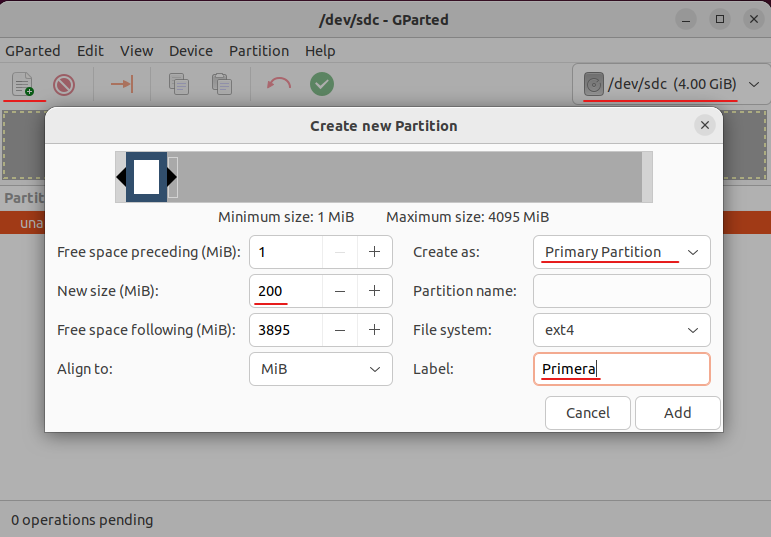 /dev/sdc - GParted
GParted Edit View Device Partition Help
/dev/sdc (4.00 GiB)
Create new Partition
Minimum size: 1 MiB Maximum size: 4095 MiB
Free space preceding (MiB): 1 Create as: Primary Partition
New size (MiB): 200 Partition name:
Free space following (MiB): 3895 File system: ext4
Align to: MiB Label: Primera
Cancel Add
Partiti
una
0 operations pending